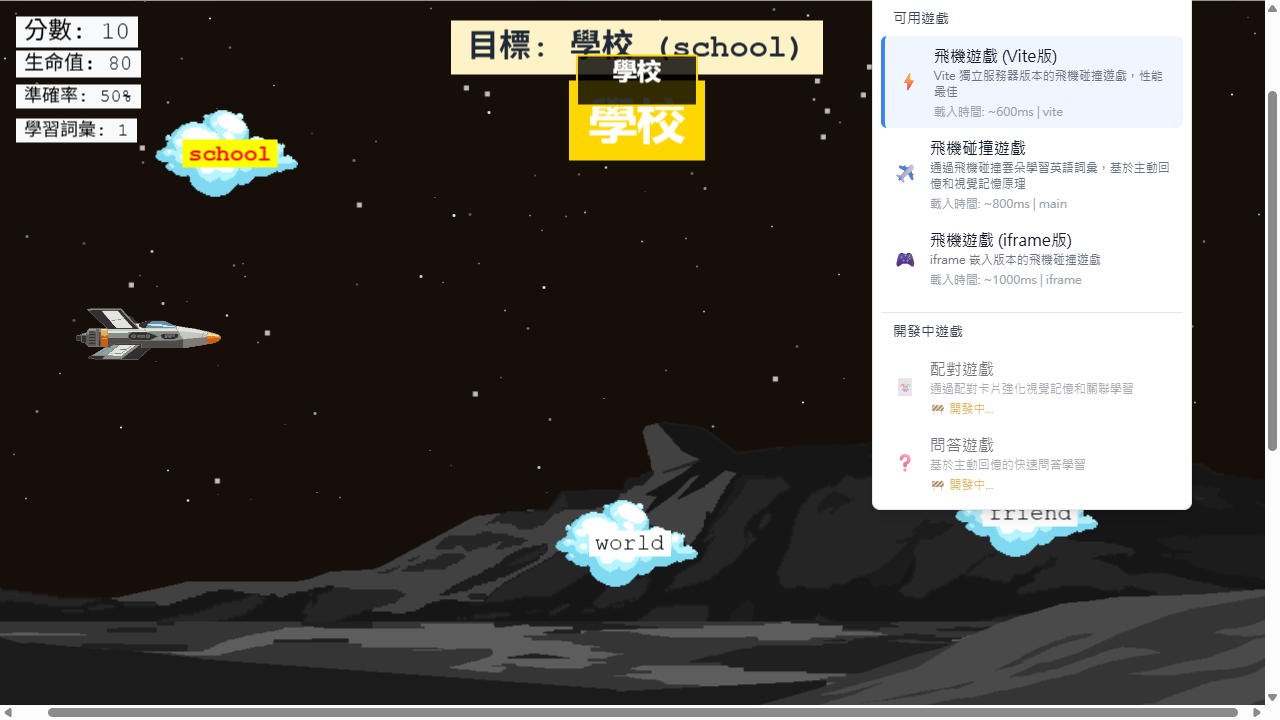 分數: 10
生命值: 80
準確率: 50%
學習詞彙: 1
目標: 學校 (school)
學校
學校
school
world
friend
可用遊戲
飛機遊戲 (Vite版)
Vite 獨立服務器版本的飛機碰撞遊戲，性能
最佳
載入時間: ~600ms | vite
飛機碰撞遊戲
通過飛機碰撞雲朵學習英語詞彙，基於主動回
憶和視覺記憶原理
載入時間: ~800ms | main
飛機遊戲 (iframe版)
iframe 嵌入版本的飛機碰撞遊戲
載入時間: ~1000ms | iframe
開發中遊戲
配對遊戲
通過配對卡片強化視覺記憶和關聯學習
🚧 開發中...
問答遊戲
基於主動回憶的快速問答學習
🚧 開發中...